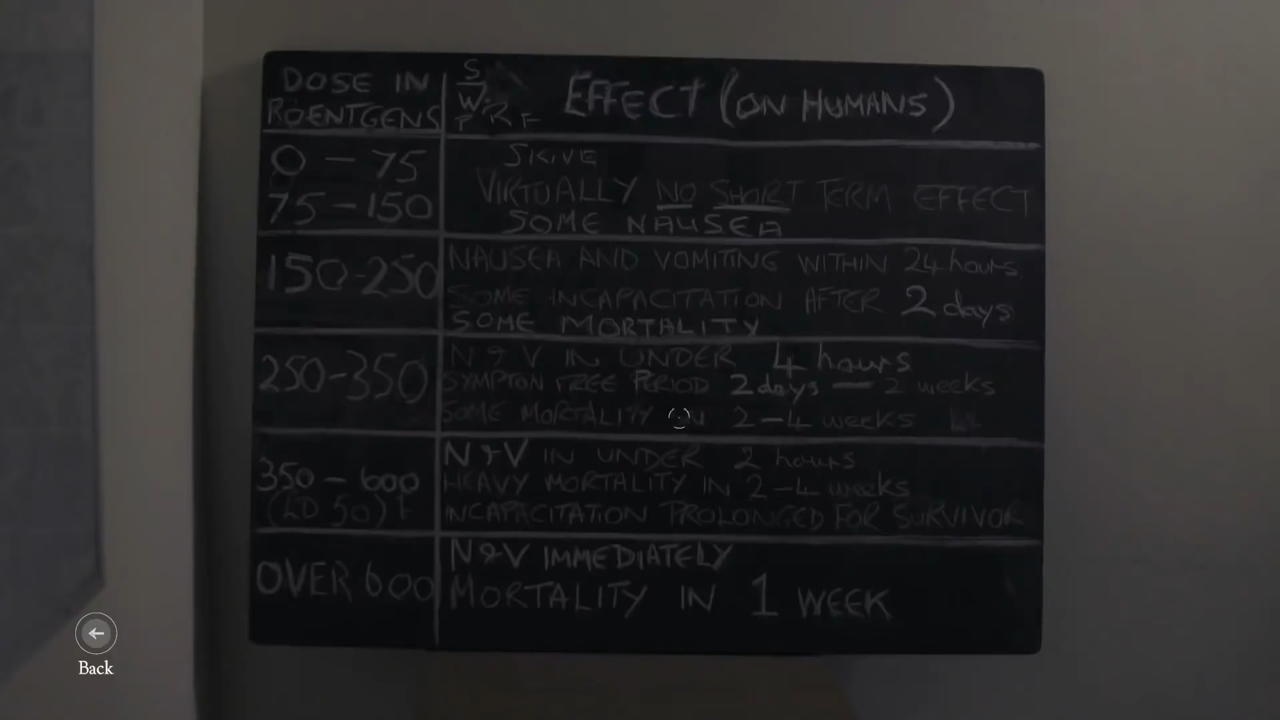 DOSE IN
ROENTGENS
S
W
EFFECT (ON HUMANS)
0 – 75
SKIVE
VIRTUALLY NO SHORT TERM EFFECT
75 – 150
SOME NAUSEA
150-250
NAUSEA AND VOMITING WITHIN 24 hours
SOME INCAPACITATION AFTER 2 days
SOME MORTALITY
250-350
N & V IN UNDER 4 hours
SYMPTON FREE PERIOD 2 days — 2 weeks
SOME MORTALITY IN 2-4 weeks
350 – 600
(LD 50)
N & V IN UNDER 2 hours
HEAVY MORTALITY IN 2-4 weeks
INCAPACITATION PROLONGED FOR SURVIVOR
OVER 600
N & V IMMEDIATELY
MORTALITY IN 1 WEEK
Back